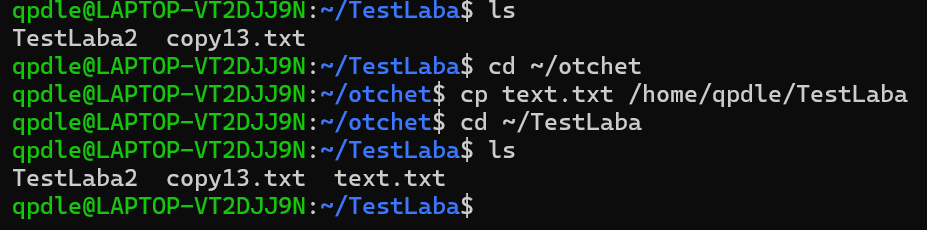 qpdle@LAPTOP-VT2DJJ9N:~/TestLaba$ ls
TestLaba2  copy13.txt
qpdle@LAPTOP-VT2DJJ9N:~/TestLaba$ cd ~/otchet
qpdle@LAPTOP-VT2DJJ9N:~/otchet$ cp text.txt /home/qpdle/TestLaba
qpdle@LAPTOP-VT2DJJ9N:~/otchet$ cd ~/TestLaba
qpdle@LAPTOP-VT2DJJ9N:~/TestLaba$ ls
TestLaba2  copy13.txt  text.txt
qpdle@LAPTOP-VT2DJJ9N:~/TestLaba$